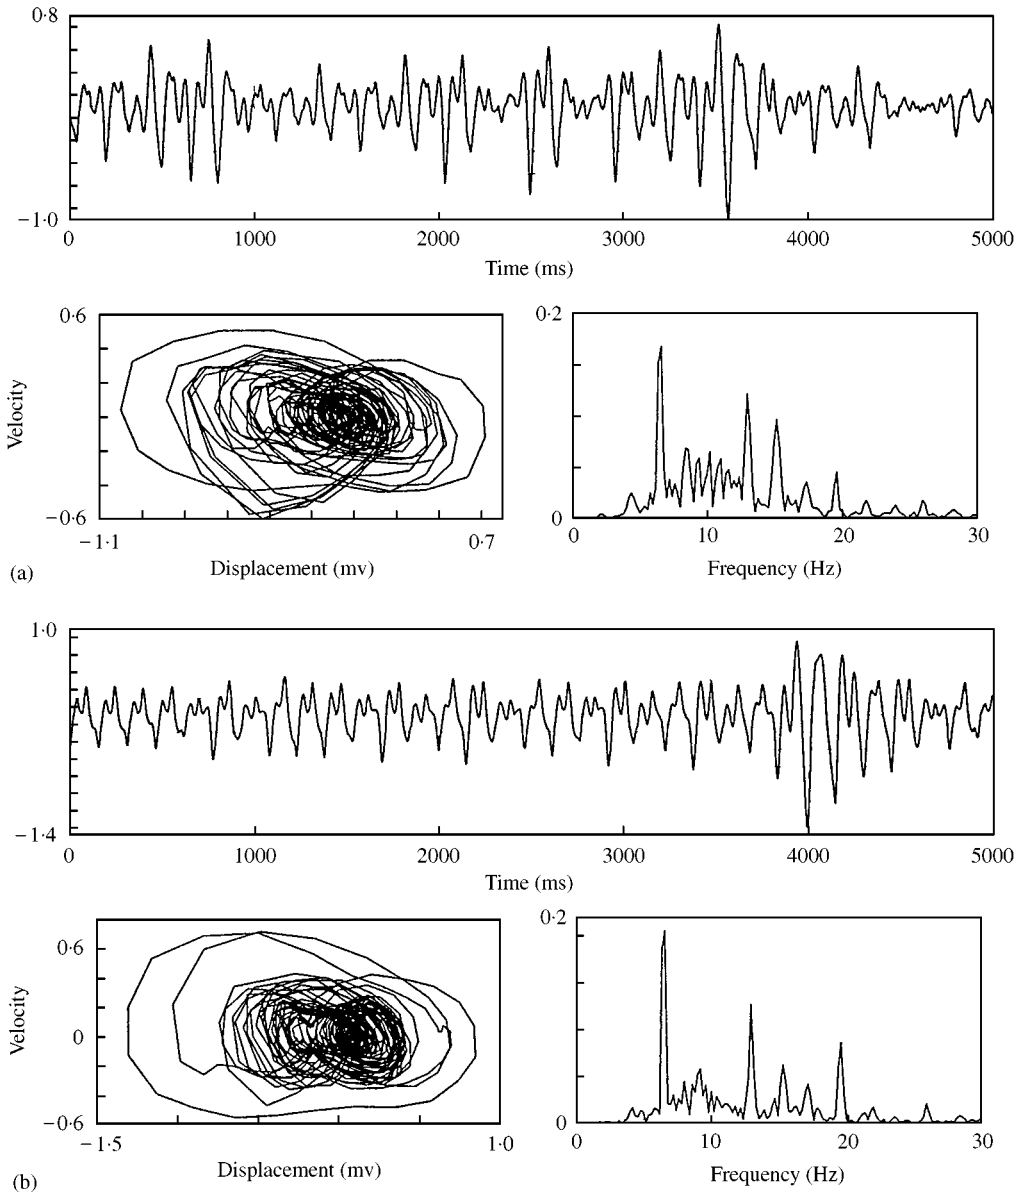 0·8
−1·0
0 1000 2000 3000 4000 5000
Time (ms)
0·6
Velocity
−0·6
−1·1 0·7
Displacement (mv)
0·2
0
0 10 20 30
Frequency (Hz)
(a)
1·0
−1·4
0 1000 2000 3000 4000 5000
Time (ms)
0·6
Velocity
0
−0·6
−1·5 1·0
Displacement (mv)
0·2
0
0 10 20 30
Frequency (Hz)
(b)